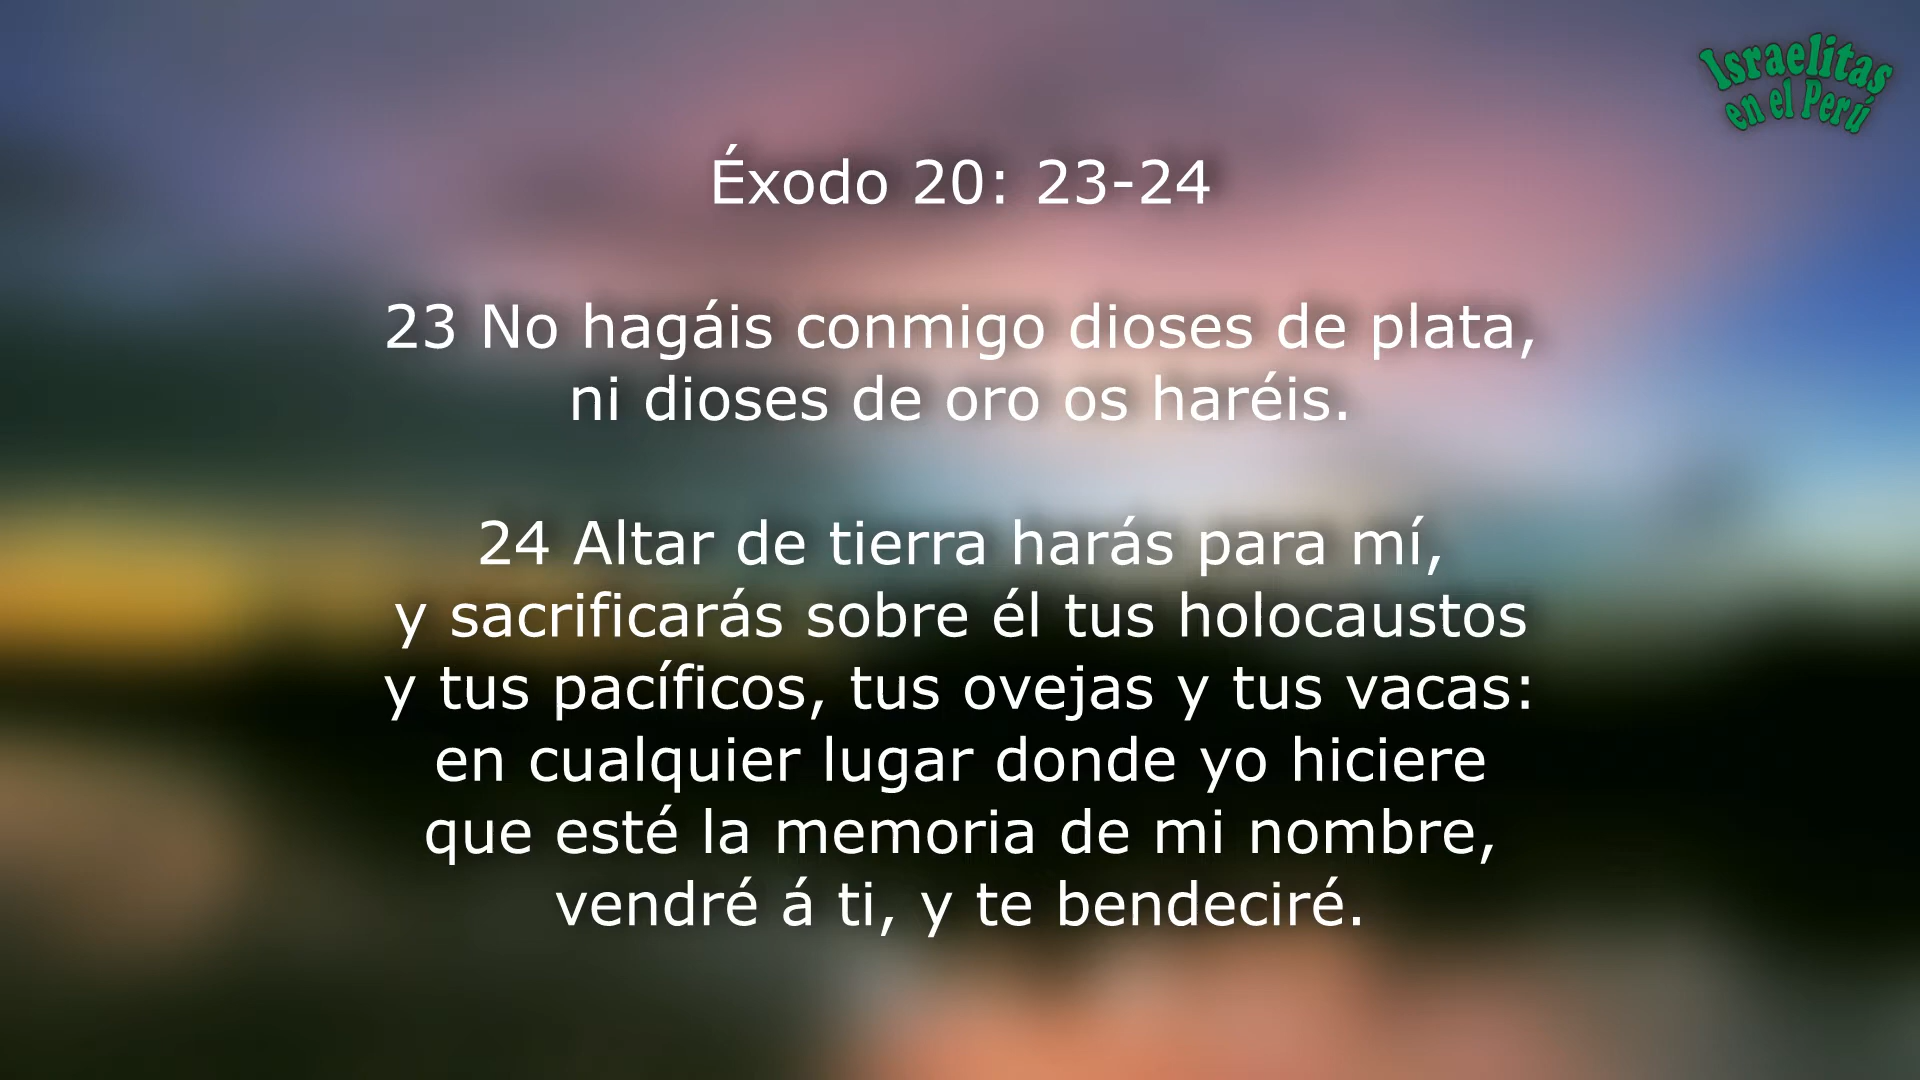 Israelitas
en el Perú
Éxodo 20: 23-24
23 No hagáis conmigo dioses de plata,
ni dioses de oro os haréis.
24 Altar de tierra harás para mí,
y sacrificarás sobre él tus holocaustos
y tus pacíficos, tus ovejas y tus vacas:
en cualquier lugar donde yo hiciere
que esté la memoria de mi nombre,
vendré á ti, y te bendeciré.